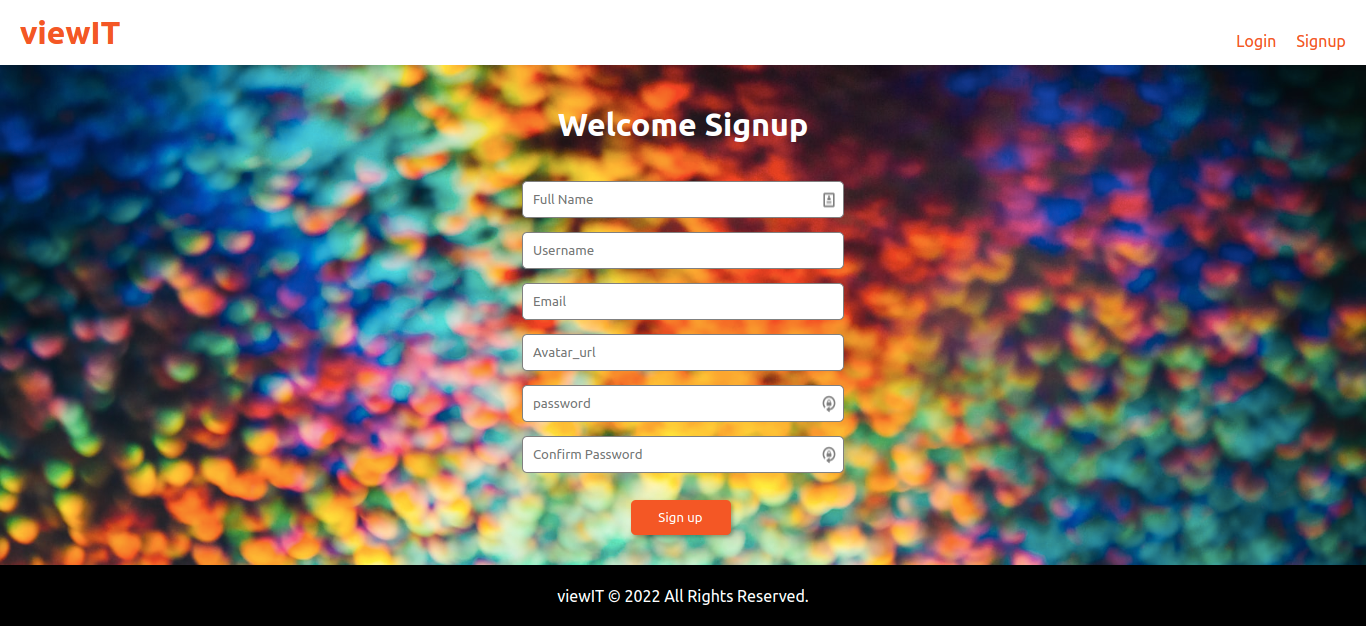 viewIT
Login Signup
Welcome Signup
Full Name
Username
Email
Avatar_url
password
Confirm Password
Sign up
viewIT © 2022 All Rights Reserved.